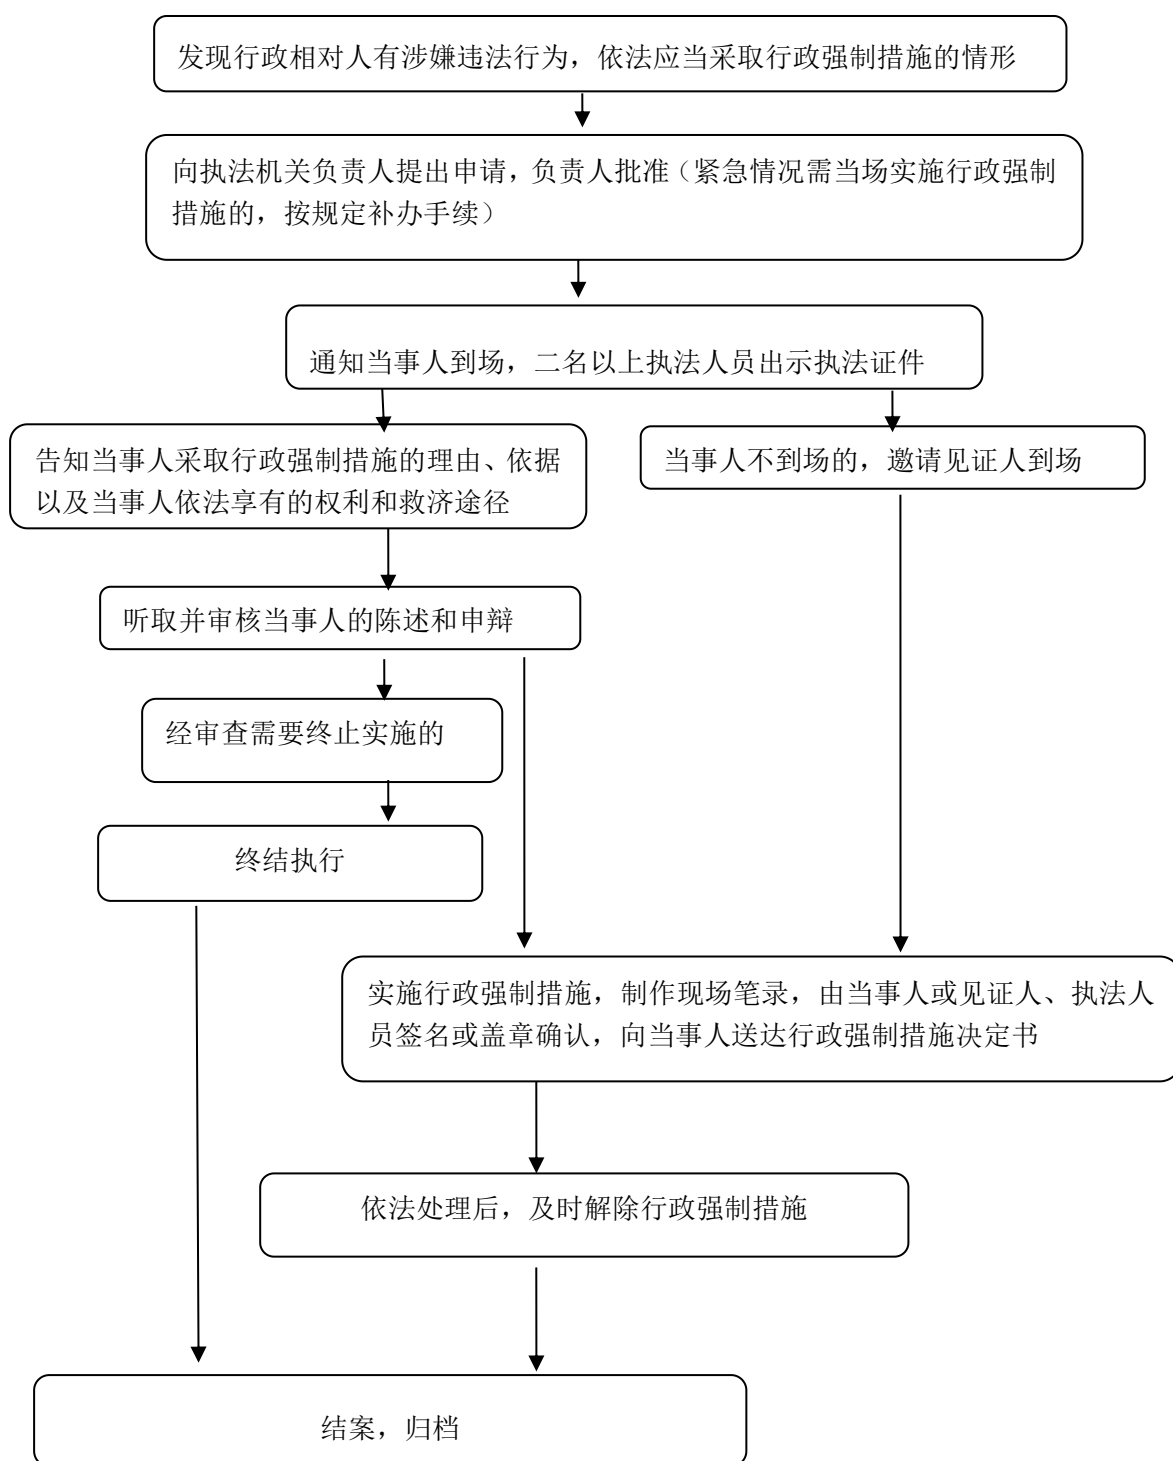 发现行政相对人有涉嫌违法行为，依法应当采取行政强制措施的情形
向执法机关负责人提出申请，负责人批准（紧急情况需当场实施行政强制
措施的，按规定补办手续）
通知当事人到场，二名以上执法人员出示执法证件
告知当事人采取行政强制措施的理由、依据
以及当事人依法享有的权利和救济途径
当事人不到场的，邀请见证人到场
听取并审核当事人的陈述和申辩
经审查需要终止实施的
终结执行
实施行政强制措施，制作现场笔录，由当事人或见证人、执法人
员签名或盖章确认，向当事人送达行政强制措施决定书
依法处理后，及时解除行政强制措施
结案，归档